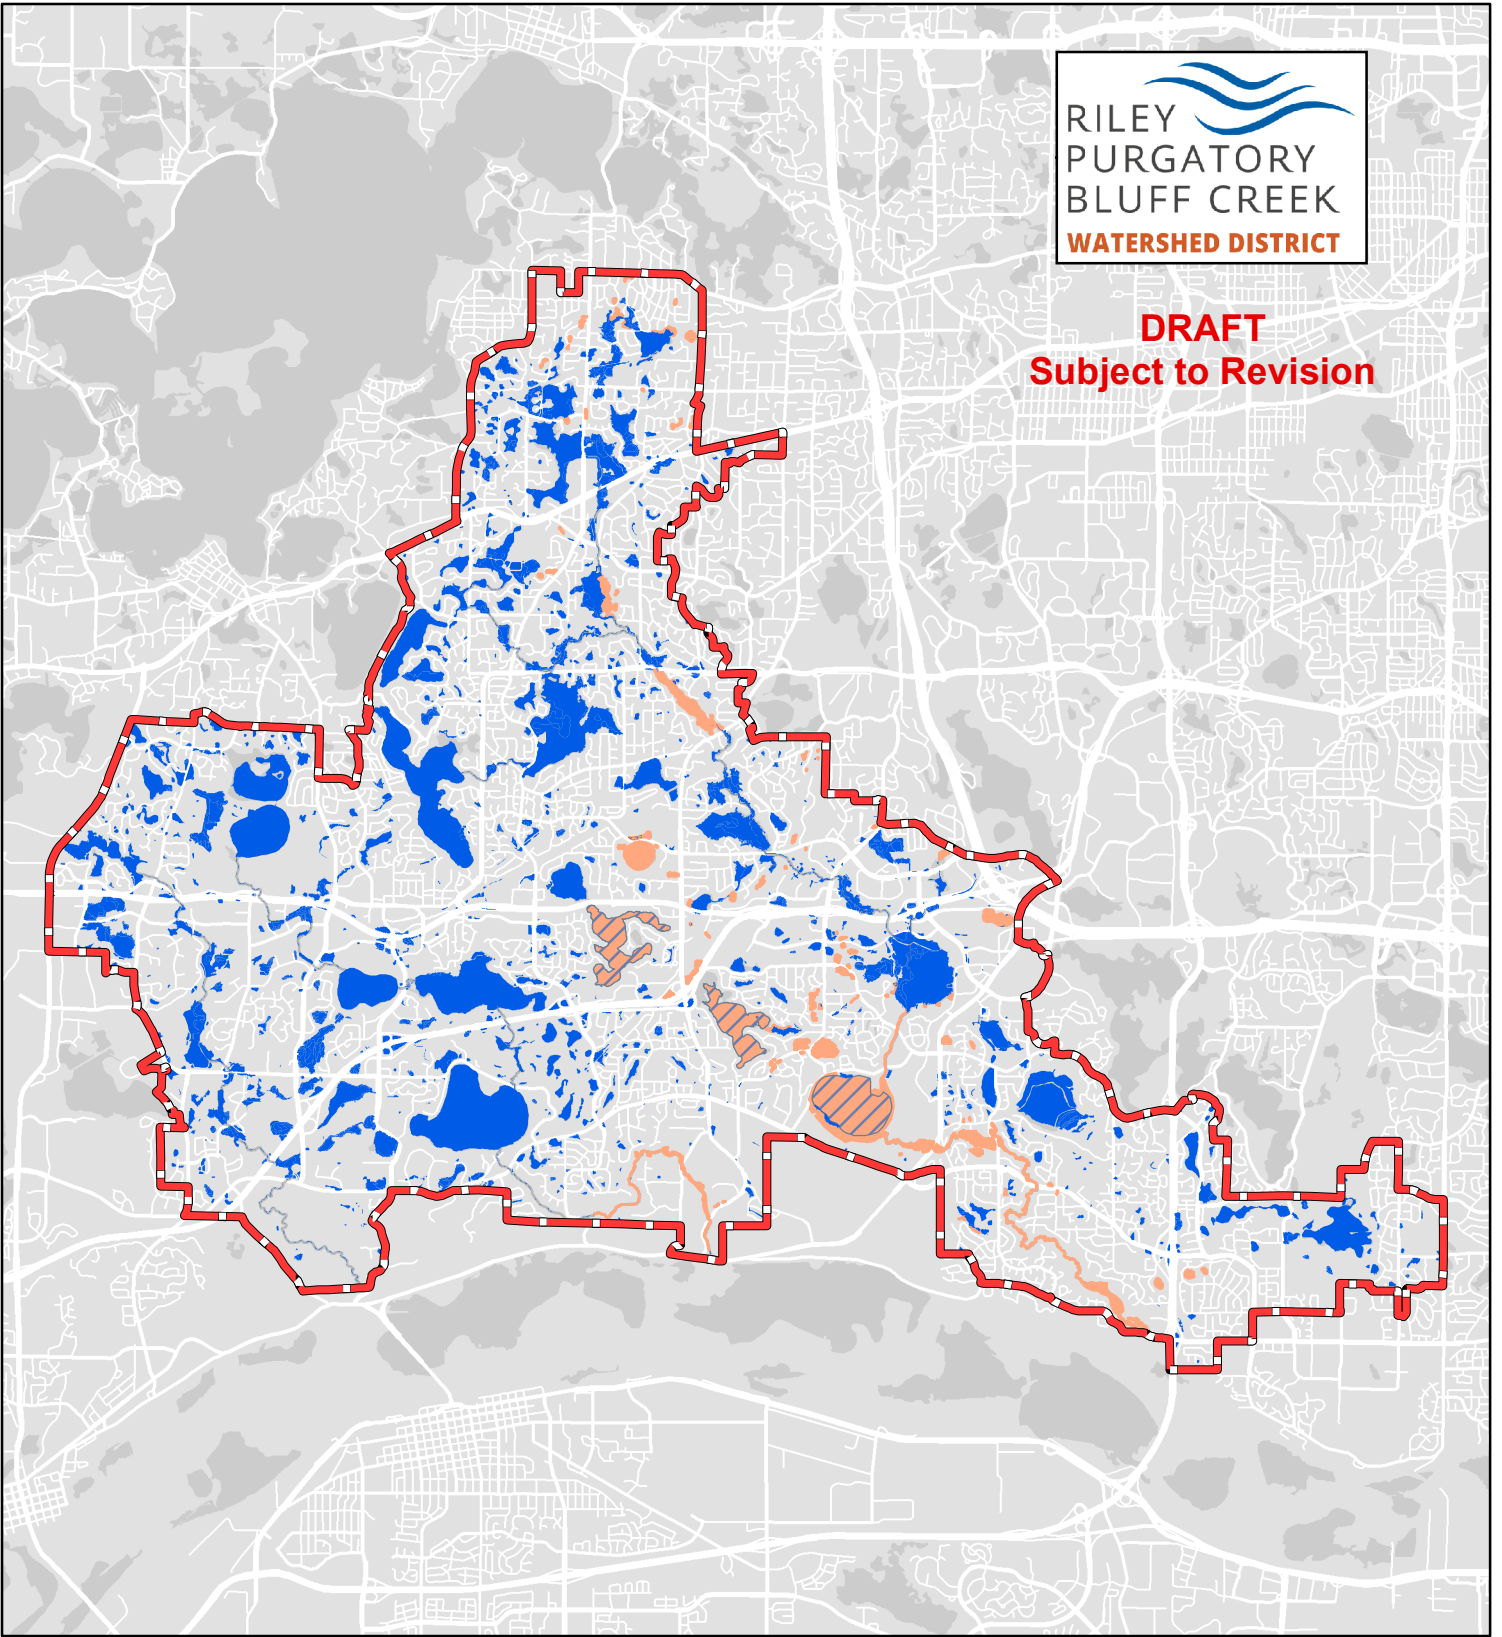 RILEY
PURGATORY
BLUFF CREEK
WATERSHED DISTRICT
DRAFT
Subject to Revision